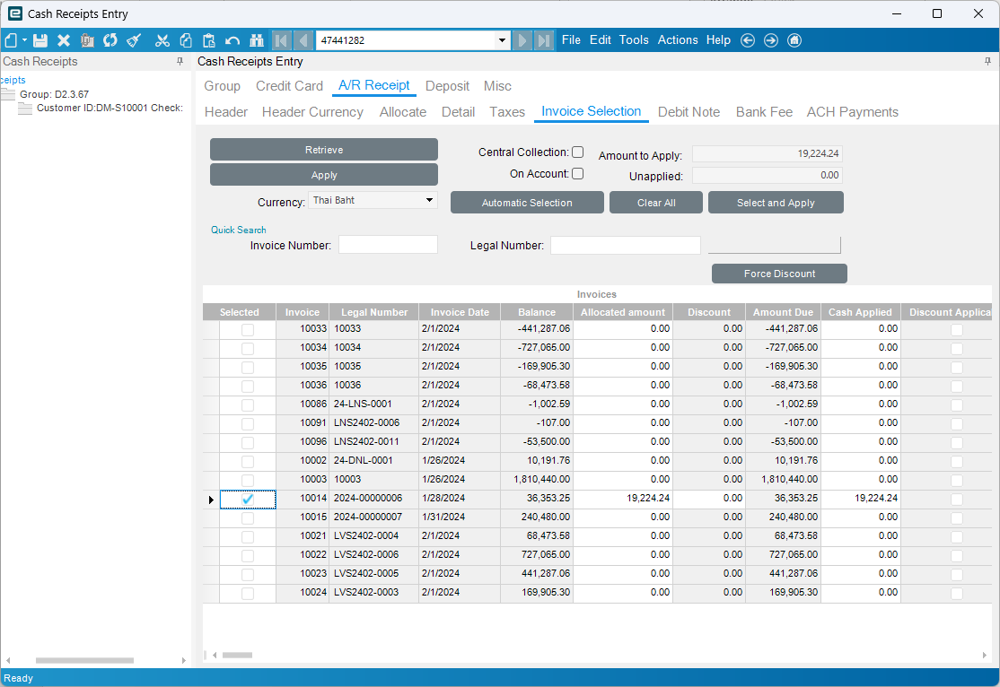 Cash Receipts Entry
47441282 File Edit Tools Actions Help
Cash Receipts
Cash Receipts Entry
ceipts
Group: D2.3.67
Customer ID:DM-S10001 Check:
Group Credit Card A/R Receipt Deposit Misc
Header Header Currency Allocate Detail Taxes Invoice Selection Debit Note Bank Fee ACH Payments
Retrieve
Apply
Central Collection:
On Account:
Amount to Apply: 19,224.24
Unapplied: 0.00
Currency: Thai Baht
Automatic Selection Clear All Select and Apply
Quick Search
Invoice Number: Legal Number:
Force Discount
Invoices
Selected Invoice Legal Number Invoice Date Balance Allocated amount Discount Amount Due Cash Applied Discount Applica
10033 10033 2/1/2024 -441,287.06 0.00 0.00 -441,287.06 0.00
10034 10034 2/1/2024 -727,065.00 0.00 0.00 -727,065.00 0.00
10035 10035 2/1/2024 -169,905.30 0.00 0.00 -169,905.30 0.00
10036 10036 2/1/2024 -68,473.58 0.00 0.00 -68,473.58 0.00
10086 24-LNS-0001 2/1/2024 -1,002.59 0.00 0.00 -1,002.59 0.00
10091 LNS2402-0006 2/1/2024 -107.00 0.00 0.00 -107.00 0.00
10096 LNS2402-0011 2/1/2024 -53,500.00 0.00 0.00 -53,500.00 0.00
10002 24-DNL-0001 1/26/2024 10,191.76 0.00 0.00 10,191.76 0.00
10003 10003 1/26/2024 1,810,440.00 0.00 0.00 1,810,440.00 0.00
10014 2024-00000006 1/28/2024 36,353.25 19,224.24 0.00 36,353.25 19,224.24
10015 2024-00000007 1/31/2024 240,480.00 0.00 0.00 240,480.00 0.00
10021 LVS2402-0004 2/1/2024 68,473.58 0.00 0.00 68,473.58 0.00
10022 LVS2402-0006 2/1/2024 727,065.00 0.00 0.00 727,065.00 0.00
10023 LVS2402-0005 2/1/2024 441,287.06 0.00 0.00 441,287.06 0.00
10024 LVS2402-0003 2/1/2024 169,905.30 0.00 0.00 169,905.30 0.00
Ready